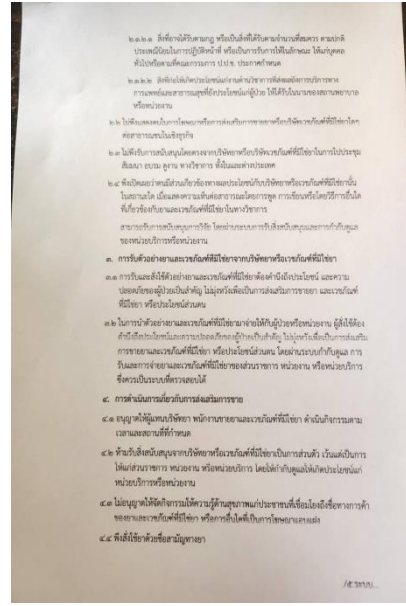 ๒.๑.๒.๑ สิ่งที่อาจได้รับตามกฎ หรือเป็นสิ่งที่ได้รับตามจำนวนที่สมควร ตามปกติ
ประเพณีนิยมในการปฏิบัติหน้าที่ หรือเป็นการรับการให้ในลักษณะ ให้แก่บุคคล
ทั่วไปหรือตามที่คณะกรรมการ ป.ป.ช. ประกาศกำหนด
๒.๑.๒.๒ สิ่งที่ก่อให้เกิดประโยชน์แก่งานด้านวิชาการที่ส่งผลถึงการบริการทาง
การแพทย์และสาธารณสุขที่ยังประโยชน์แก่ผู้ป่วย ให้ได้รับในนามของสถานพยาบาล
หรือหน่วยงาน
๒.๒ ไม่พึงแสดงตนในการโฆษณาหรือการส่งเสริมการขายยาหรือบริษัทเวชภัณฑ์ที่มิใช่ยาใดๆ
ต่อสาธารณชนในเชิงธุรกิจ
๒.๓ ไม่พึงรับการสนับสนุนโดยตรงจากบริษัทยาหรือบริษัทเวชภัณฑ์ที่มิใช่ยาในการไปประชุม
สัมมนา อบรม ดูงาน ทางวิชาการ ทั้งในและต่างประเทศ
๒.๔ พึงเปิดเผยว่าตนมีส่วนเกี่ยวข้องทางผลประโยชน์กับบริษัทยาหรือเวชภัณฑ์ที่มิใช่ยานั้น
ในสถานะใด เมื่อแสดงความเห็นต่อสาธารณะโดยการพูด การเขียนหรือโดยวิธีการอื่นใด
ที่เกี่ยวข้องกับยาและเวชภัณฑ์ที่มิใช่ยาในทางวิชาการ
สามารถรับการสนับสนุนการวิจัย โดยผ่านระบบการรับสิ่งสนับสนุนและการกำกับดูแล
ของหน่วยบริการหรือหน่วยงาน
๓. การรับตัวอย่างยาและเวชภัณฑ์ที่มิใช่ยาจากบริษัทยาหรือเวชภัณฑ์ที่มิใช่ยา
๓.๑ การรับและสั่งใช้ตัวอย่างยาและเวชภัณฑ์ที่มิใช่ยาต้องคำนึงถึงประโยชน์ และความ
ปลอดภัยของผู้ป่วยเป็นสำคัญ ไม่มุ่งหวังเพื่อเป็นการส่งเสริมการขายยา และเวชภัณฑ์
ที่มิใช่ยา หรือประโยชน์ส่วนตน
๓.๒ ในการนำตัวอย่างยาและเวชภัณฑ์ที่มิใช่ยามาจ่ายให้กับผู้ป่วยหรือหน่วยงาน ผู้สั่งใช้ต้อง
คำนึงถึงประโยชน์และความปลอดภัยของผู้ป่วยเป็นสำคัญ ไม่มุ่งหวังเพื่อเป็นการส่งเสริม
การขายยาและเวชภัณฑ์ที่มิใช่ยา หรือประโยชน์ส่วนตน โดยผ่านระบบกำกับดูแล การ
รับและการจ่ายยาและเวชภัณฑ์ที่มิใช่ยาของส่วนราชการ หน่วยงาน หรือหน่วยบริการ
ซึ่งควรเป็นระบบที่ตรวจสอบได้
๔. การดำเนินการเกี่ยวกับการส่งเสริมการขาย
๔.๑ อนุญาตให้ผู้แทนบริษัทยา พนักงานขายยาและเวชภัณฑ์ที่มิใช่ยา ดำเนินกิจกรรมตาม
เวลาและสถานที่ที่กำหนด
๔.๒ ห้ามรับสิ่งสนับสนุนจากบริษัทยาหรือเวชภัณฑ์ที่มิใช่ยาเป็นการส่วนตัว เว้นแต่เป็นการ
ให้แก่ส่วนราชการ หน่วยงาน หรือหน่วยบริการ โดยให้กำกับดูแลให้เกิดประโยชน์แก่
หน่วยบริการหรือหน่วยงาน
๔.๓ ไม่อนุญาตให้จัดกิจกรรมให้ความรู้ด้านสุขภาพแก่ประชาชนที่เชื่อมโยงถึงชื่อทางการค้า
ของยาและเวชภัณฑ์ที่มิใช่ยา หรือการอื่นใดที่เป็นการโฆษณาแอบแฝง
๔.๔ พึงสั่งใช้ยาด้วยชื่อสามัญทางยา
/๕ ระบบ...